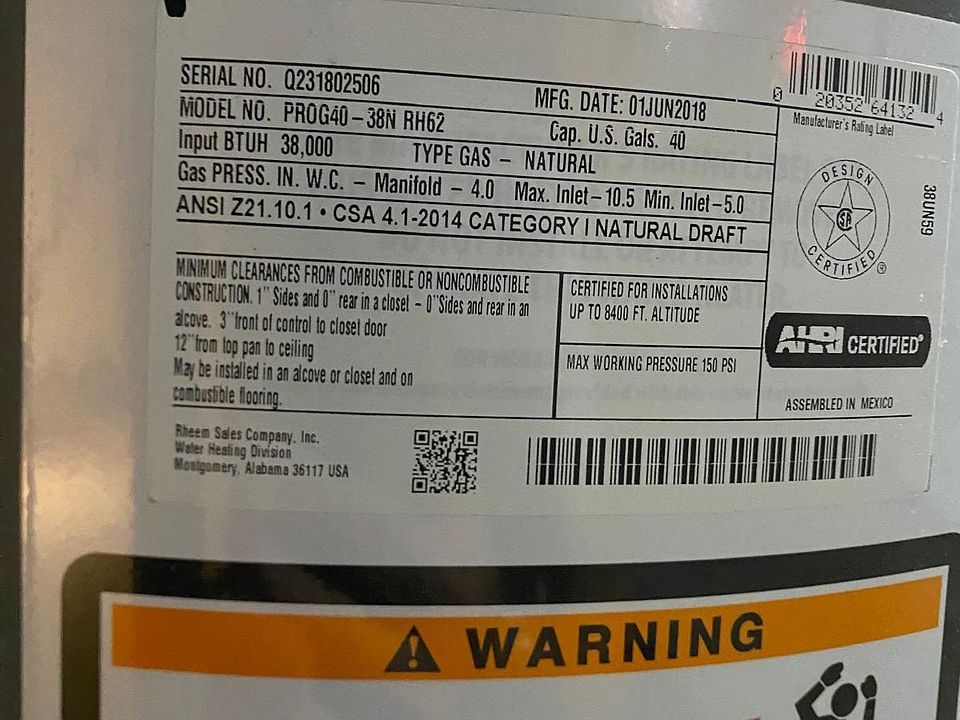 SERIAL NO. Q231802506
MFG. DATE: 01JUN2018
MODEL NO. PROG40-38N RH62
Cap. U.S. Gals. 40
Input BTUH 38,000 TYPE GAS - NATURAL
Gas PRESS. IN. W.C. - Manifold - 4.0 Max. Inlet-10.5 Min. Inlet-5.0
ANSI Z21.10.1 • CSA 4.1-2014 CATEGORY I NATURAL DRAFT
MINIMUM CLEARANCES FROM COMBUSTIBLE OR NONCOMBUSTIBLE
CONSTRUCTION. 1" Sides and 0" rear in a closet - 0"Sides and rear in an
alcove. 3"front of control to closet door
12"from top pan to ceiling
May be installed in an alcove or closet and on
combustible flooring.
CERTIFIED FOR INSTALLATIONS
UP TO 8400 FT. ALTITUDE
MAX WORKING PRESSURE 150 PSI
S 20352 64132 4
Manufacturer's Rating Label
DESIGN
SA
CERTIFIED ®
38UN59
AHRI CERTIFIED®
ASSEMBLED IN MEXICO
Rheem Sales Company, Inc.
Water Heating Division
Montgomery, Alabama 36117 USA
WARNING